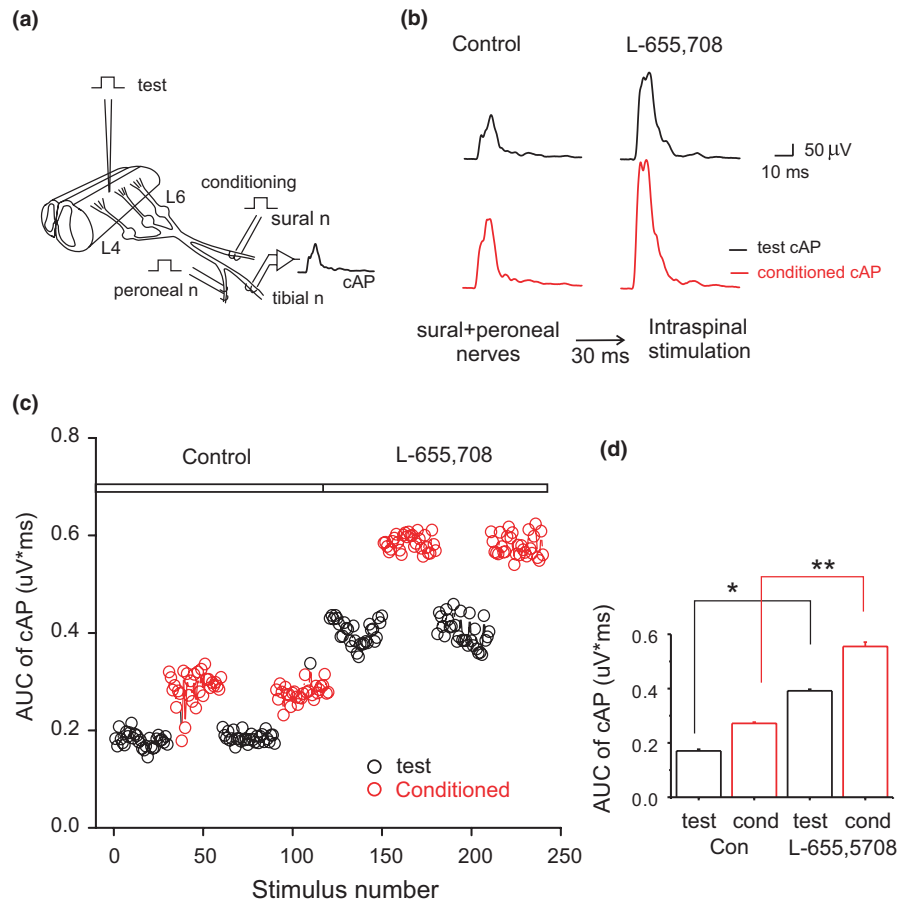 (a)
test
conditioning
L6
sural n
L4
peroneal n
tibial n
cAP
(b)
Control
L-655,708
50 µV
10 ms
test cAP
conditioned cAP
sural+peroneal
nerves
30 ms
Intraspinal
stimulation
(c)
0.8
0.6
0.4
0.2
0.0
AUC of cAP (uV*ms)
Control
L-655,708
test
Conditioned
0
50
100
150
200
250
Stimulus number
(d)
*
**
0.6
0.4
0.2
0.0
AUC of cAP (uV*ms)
test cond test cond
Con L-655,5708